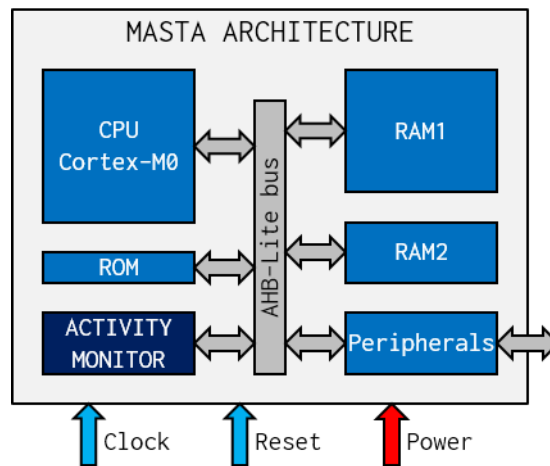 MASTA ARCHITECTURE
CPU
Cortex-M0
RAM1
AHB-Lite bus
ROM
RAM2
ACTIVITY
MONITOR
Peripherals
Clock
Reset
Power